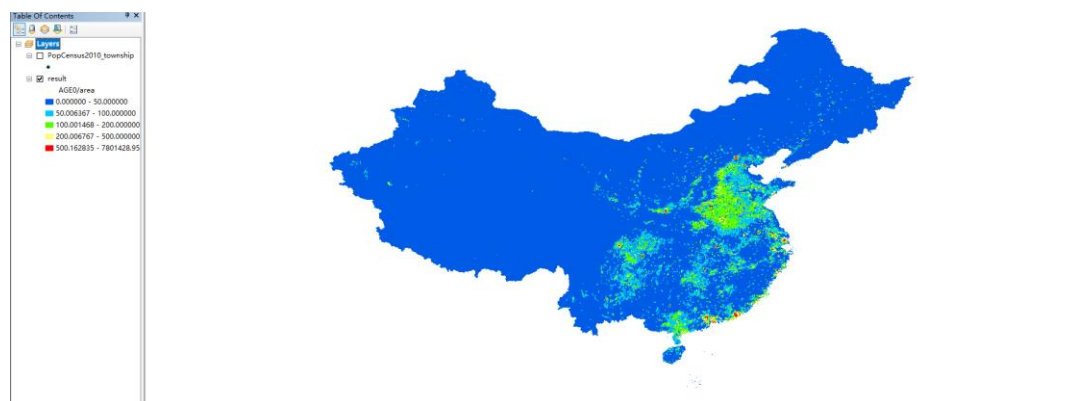 Table Of Contents
Layers
PopCensus2010_township
result
AGE0/area
0.000000 - 50.000000
50.006367 - 100.000000
100.001468 - 200.000000
200.006767 - 500.000000
500.162835 - 7801428.95